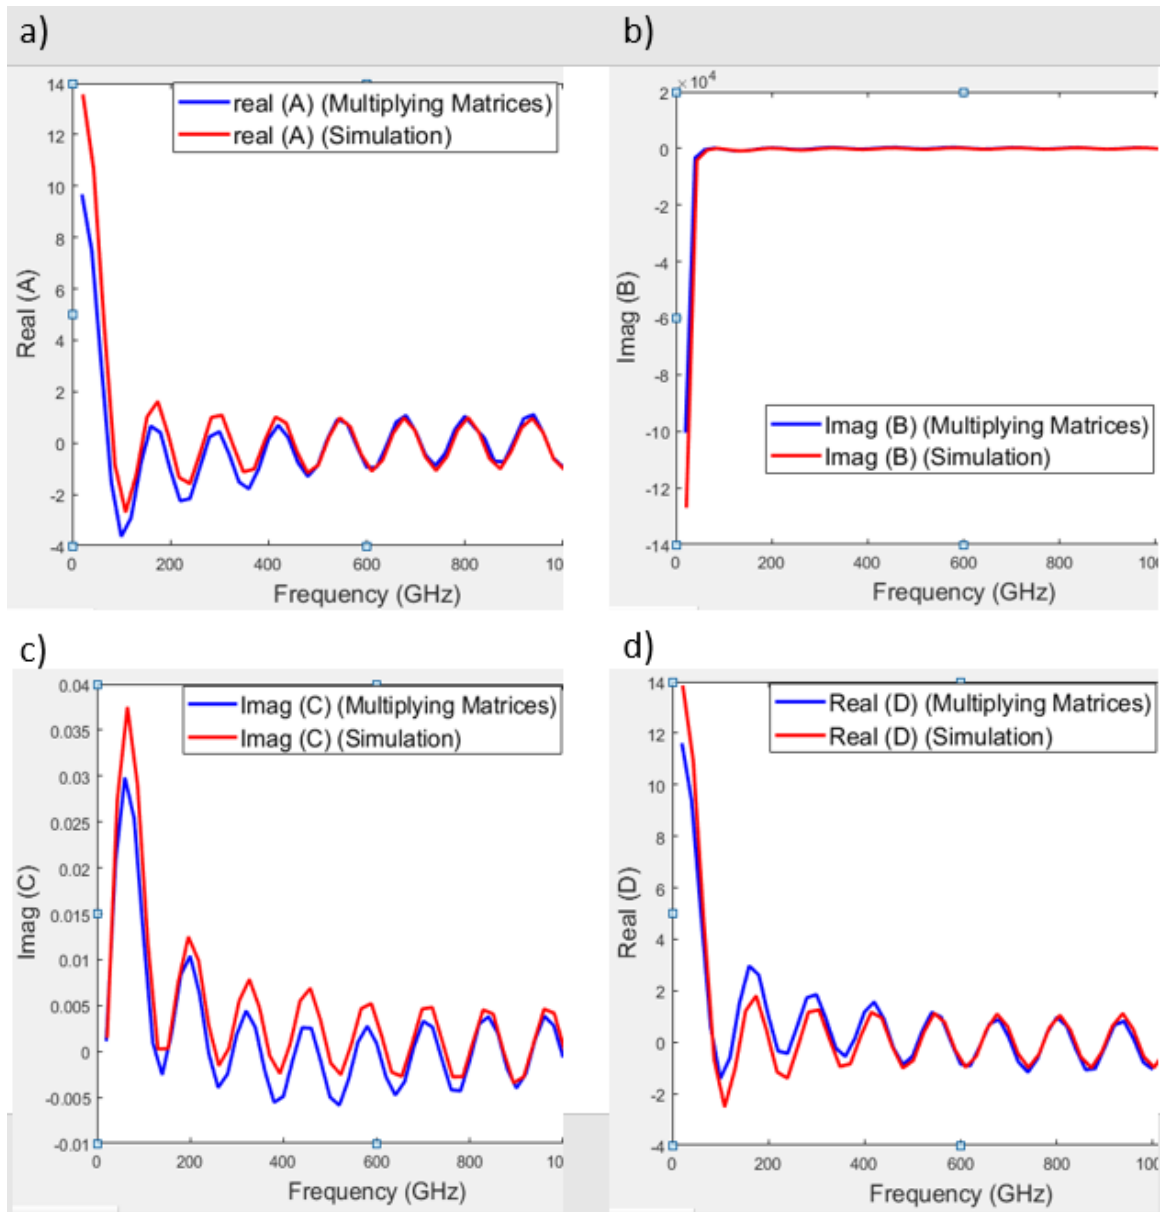 a)
14
12
10
8
6
4
2
0
-2
-4
Real (A)
real (A) (Multiplying Matrices)
real (A) (Simulation)
0 200 400 600 800 10
Frequency (GHz)
b)
×10⁴
2
0
-2
-4
-6
-8
-10
-12
-14
Imag (B)
Imag (B) (Multiplying Matrices)
Imag (B) (Simulation)
0 200 400 600 800 100
Frequency (GHz)
c)
0.04
0.035
0.03
0.025
0.02
0.015
0.01
0.005
0
-0.005
-0.01
Imag (C)
Imag (C) (Multiplying Matrices)
Imag (C) (Simulation)
0 200 400 600 800 10
Frequency (GHz)
d)
14
12
10
8
6
4
2
0
-2
-4
Real (D)
Real (D) (Multiplying Matrices)
Real (D) (Simulation)
0 200 400 600 800 100
Frequency (GHz)